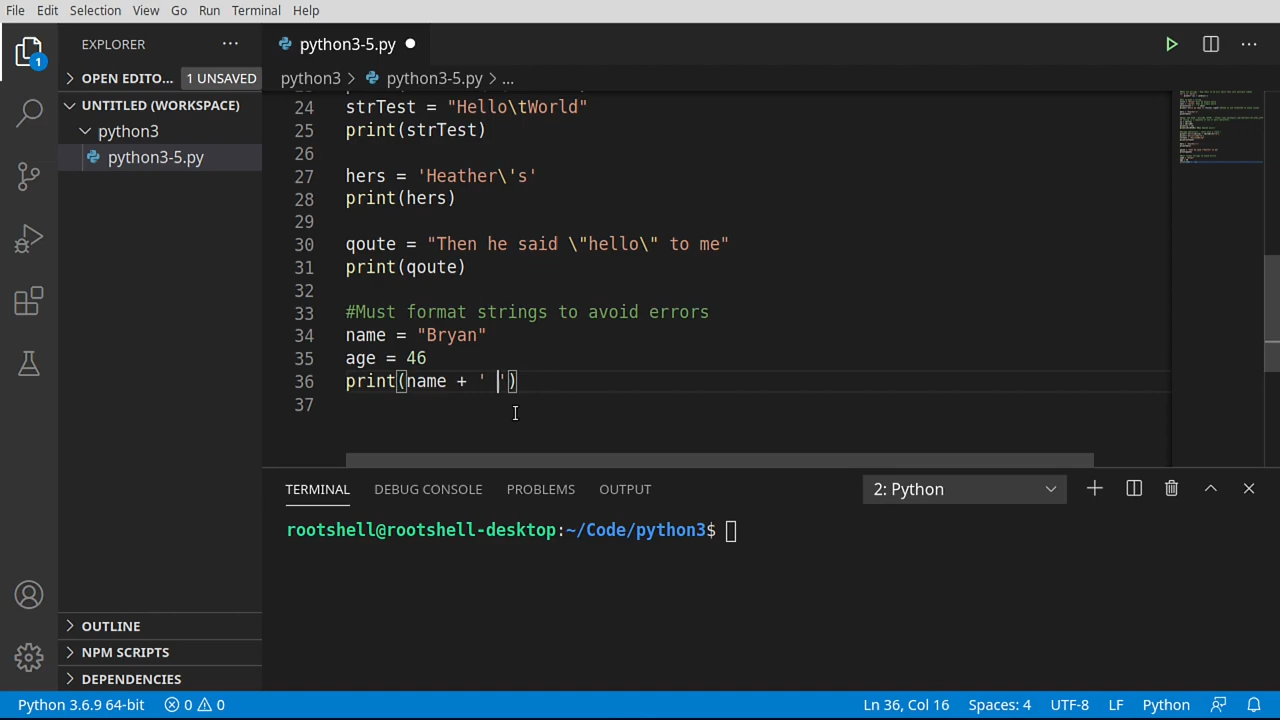 File Edit Selection View Go Run Terminal Help
EXPLORER
python3-5.py
1
OPEN EDITO... 1 UNSAVED
UNTITLED (WORKSPACE)
python3
python3-5.py
OUTLINE
NPM SCRIPTS
DEPENDENCIES
python3 > python3-5.py > ...
24 strTest = "Hello\tWorld"
25 print(strTest)
26
27 hers = 'Heather\'s'
28 print(hers)
29
30 qoute = "Then he said \"hello\" to me"
31 print(qoute)
32
33 #Must format strings to avoid errors
34 name = "Bryan"
35 age = 46
36 print(name + ' ')
37
TERMINAL DEBUG CONSOLE PROBLEMS OUTPUT 2: Python
rootshell@rootshell-desktop:~/Code/python3$
Python 3.6.9 64-bit 0 0 Ln 36, Col 16 Spaces: 4 UTF-8 LF Python